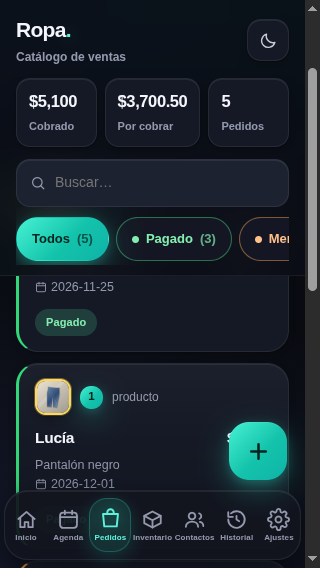 Ropa.
Catálogo de ventas
$5,100
Cobrado
$3,700.50
Por cobrar
5
Pedidos
Buscar…
Todos (5)
Pagado (3)
2026-11-25
Pagado
1 producto
Lucía
Pantalón negro
2026-12-01
Inicio
Agenda
Pedidos
Inventario
Contactos
Historial
Ajustes